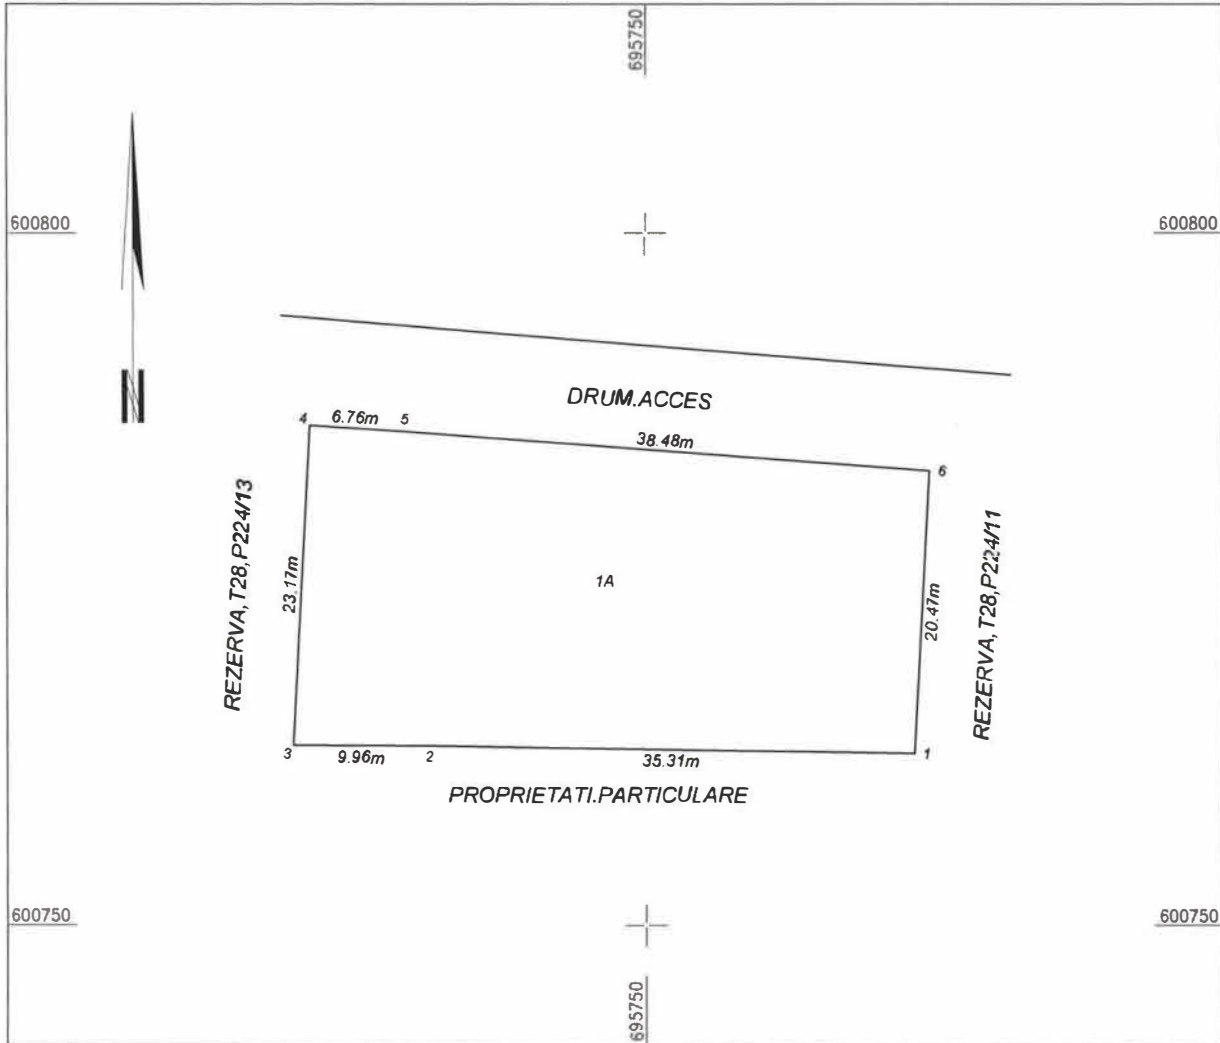 695750
600800
600800
N
DRUM.ACCES
4
6.76m
5
38.48m
6
REZERVA,T28,P224/13
23.17m
1A
20.47m
REZERVA,T28,P224/11
3
9.96m
2
35.31m
1
PROPRIETATI.PARTICULARE
600750
600750
695750